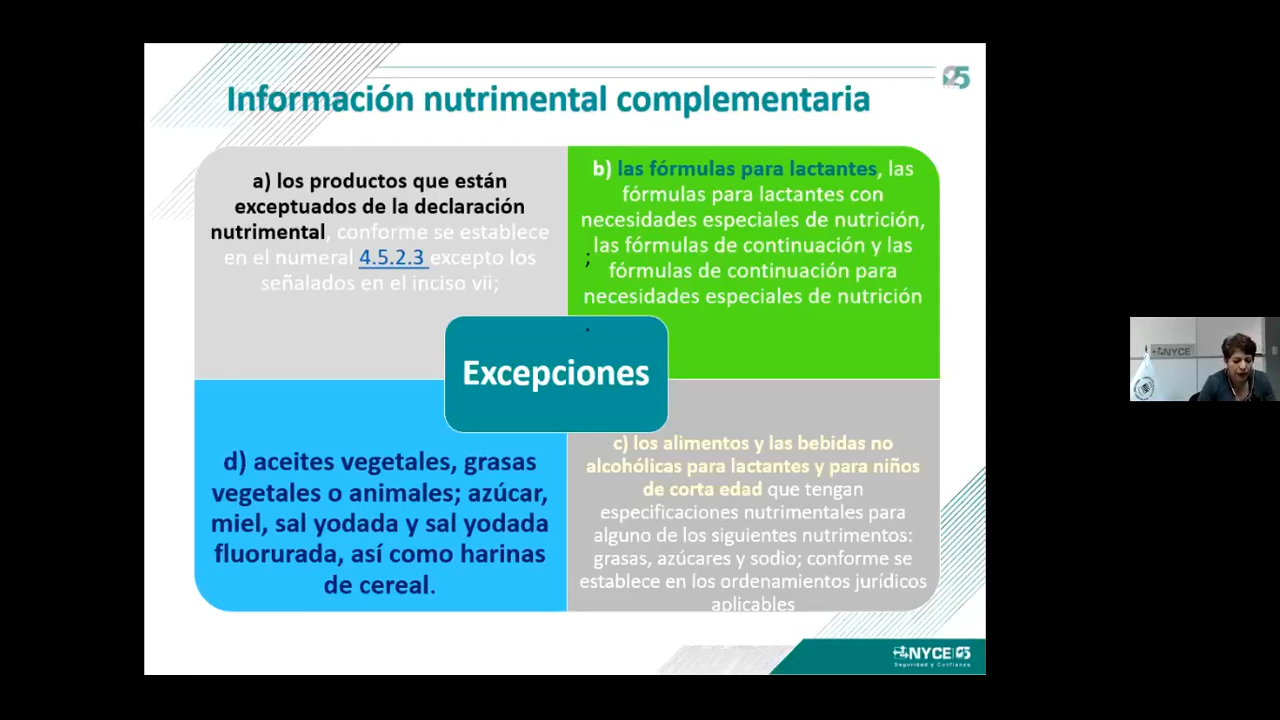 Información nutrimental complementaria
a) los productos que están
exceptuados de la declaración
nutrimental, conforme se establece
en el numeral 4.5.2.3 excepto los
señalados en el inciso vii;
b) las fórmulas para lactantes, las
fórmulas para lactantes con
necesidades especiales de nutrición,
las fórmulas de continuación y las
fórmulas de continuación para
necesidades especiales de nutrición
;
.
Excepciones
d) aceites vegetales, grasas
vegetales o animales; azúcar,
miel, sal yodada y sal yodada
fluorurada, así como harinas
de cereal.
c) los alimentos y las bebidas no
alcohólicas para lactantes y para niños
de corta edad que tengan
especificaciones nutrimentales para
alguno de los siguientes nutrimentos:
grasas, azúcares y sodio; conforme se
establece en los ordenamientos jurídicos
aplicables
NYCE 25
Seguridad y Confianza
25
NYCE